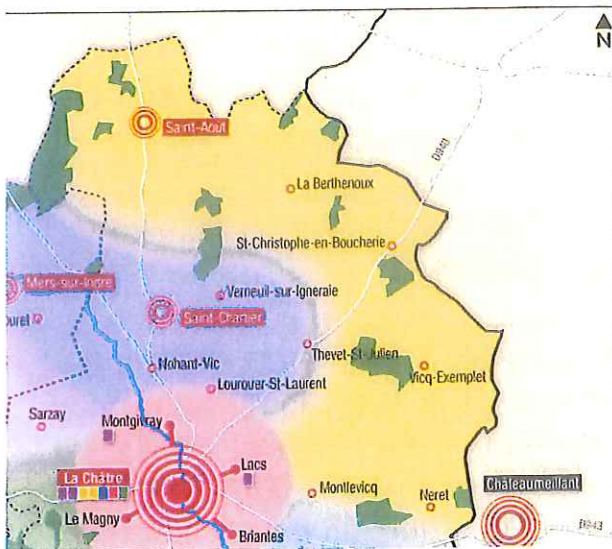 N
Saint-Août
D940
La Berthenoux
St-Christophe-en-Boucherie
Mers-sur-Indre
Verneuil-sur-Igneraie
Saint-Chartier
Thevet-St-Julien
Nohant-Vic
Vicq-Exemplet
Lourouer-St-Laurent
Sarzay
Montgivray
Lacs
La Châtre
Montlevicq
Neret
Châteaumeillant
Le Magny
Briantes
D943